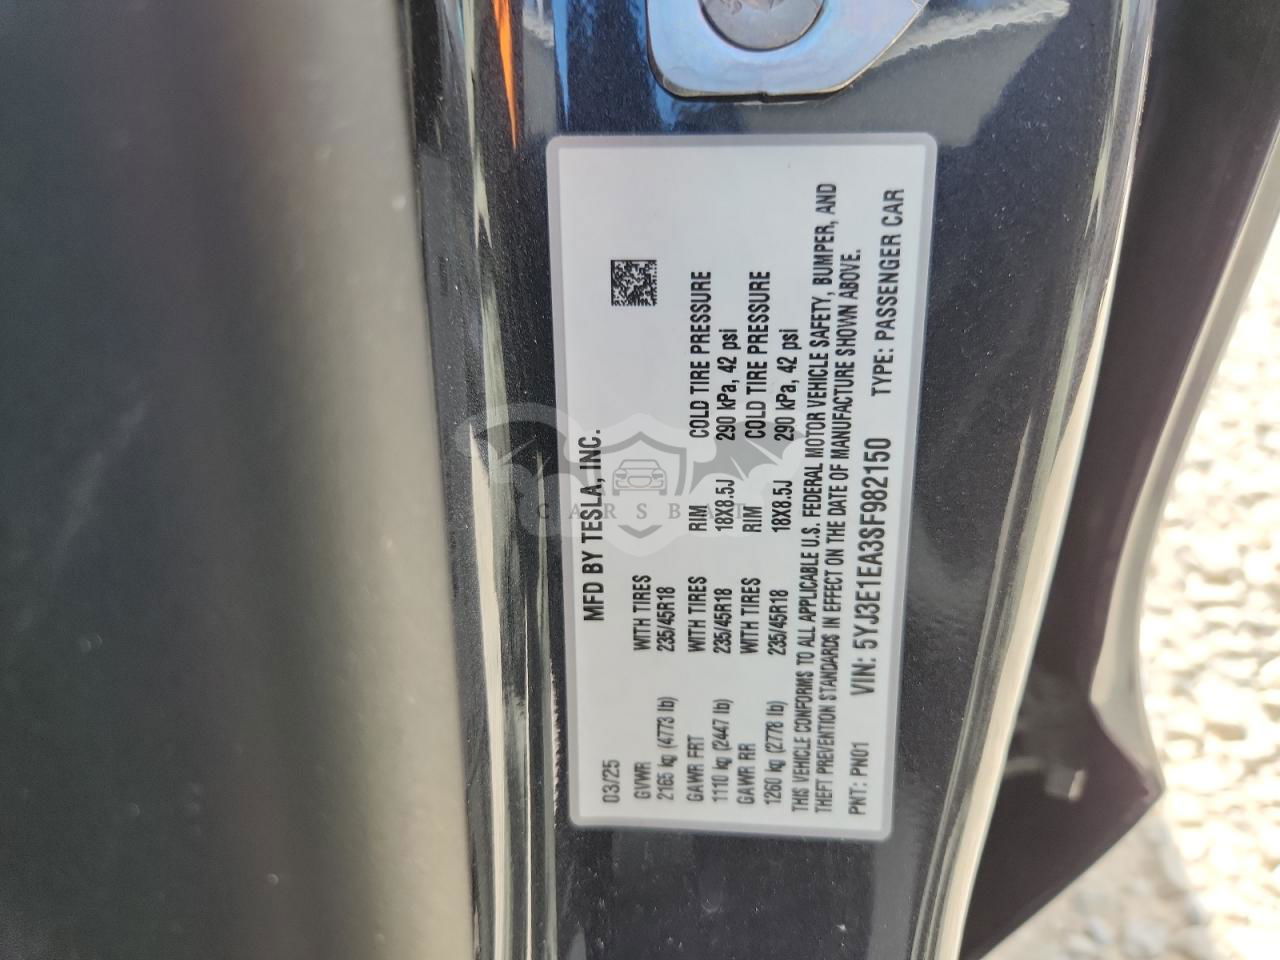 MFD BY TESLA, INC.
03/25
GVWR WITH TIRES
2165 kg (4773 lb) 235/45R18
GAWR FRT WITH TIRES RIM COLD TIRE PRESSURE
1110 kg (2447 lb) 235/45R18 18X8.5J 290 kPa, 42 psi
GAWR RR WITH TIRES RIM COLD TIRE PRESSURE
1260 kg (2778 lb) 235/45R18 18X8.5J 290 kPa, 42 psi
THIS VEHICLE CONFORMS TO ALL APPLICABLE U.S. FEDERAL MOTOR VEHICLE SAFETY, BUMPER, AND
THEFT PREVENTION STANDARDS IN EFFECT ON THE DATE OF MANUFACTURE SHOWN ABOVE.
PNT: PN01 VIN: 5YJ3E1EA3SF982150 TYPE: PASSENGER CAR
CARSBAT